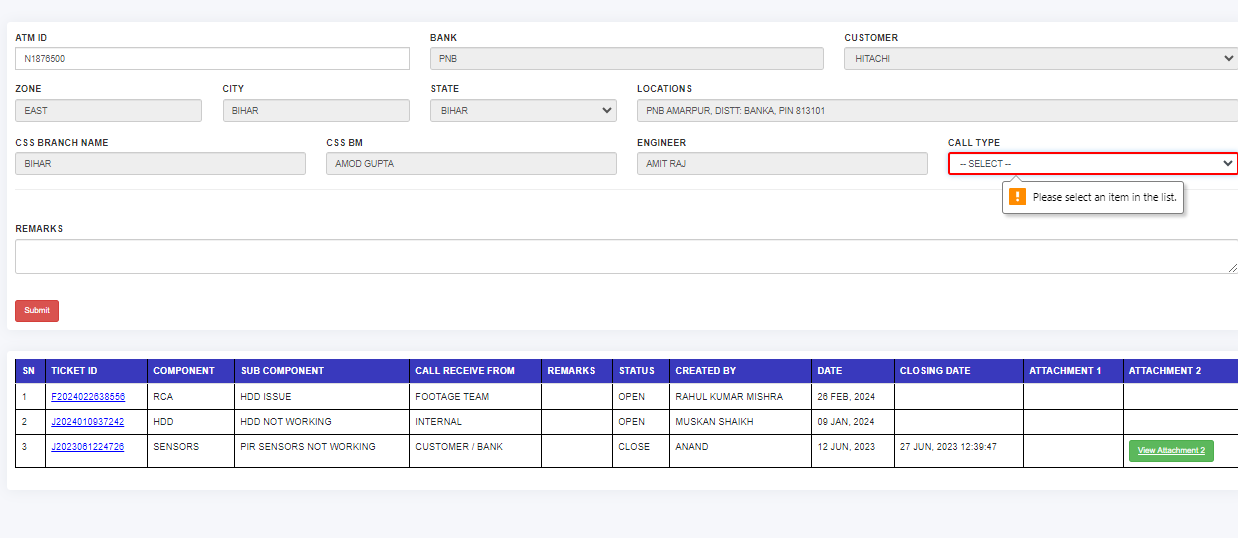 ATM ID BANK CUSTOMER
N1876500 PNB HITACHI
ZONE CITY STATE LOCATIONS
EAST BIHAR BIHAR PNB AMARPUR, DISTT: BANKA, PIN 813101
CSS BRANCH NAME CSS BM ENGINEER CALL TYPE
BIHAR AMOD GUPTA AMIT RAJ -- SELECT --
Please select an item in the list.
REMARKS
Submit
SN TICKET ID COMPONENT SUB COMPONENT CALL RECEIVE FROM REMARKS STATUS CREATED BY DATE CLOSING DATE ATTACHMENT 1 ATTACHMENT 2
1 F2024022638556 RCA HDD ISSUE FOOTAGE TEAM OPEN RAHUL KUMAR MISHRA 26 FEB, 2024
2 J2024010937242 HDD HDD NOT WORKING INTERNAL OPEN MUSKAN SHAIKH 09 JAN, 2024
3 J2023061224726 SENSORS PIR SENSORS NOT WORKING CUSTOMER / BANK CLOSE ANAND 12 JUN, 2023 27 JUN, 2023 12:39:47 View Attachment 2